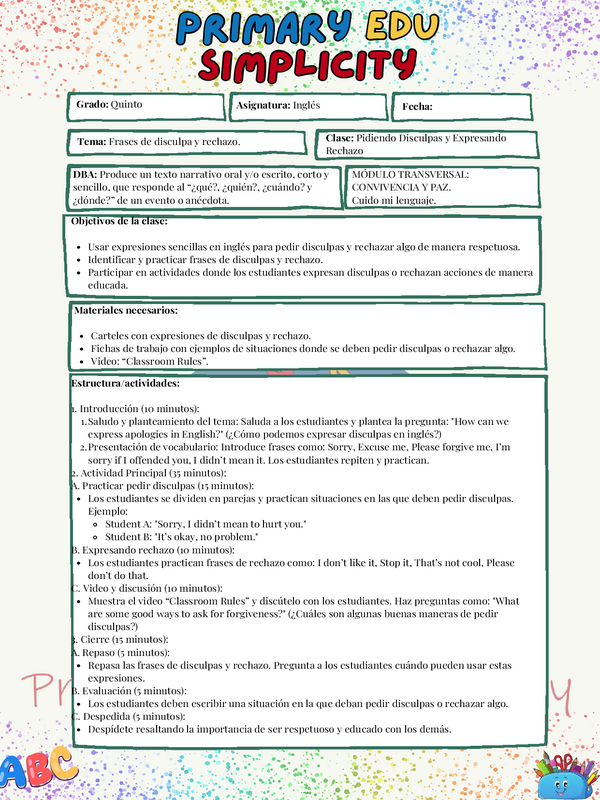 PRIMARY EDU
SIMPLICITY
Grado: Quinto
Asignatura: Inglés
Fecha:
Tema: Frases de disculpa y rechazo.
Clase: Pidiendo Disculpas y Expresando
Rechazo
DBA: Produce un texto narrativo oral y/o escrito, corto y
sencillo, que responde al “¿qué?, ¿quién?, ¿cuándo? y
¿dónde?” de un evento o anécdota.
MÓDULO TRANSVERSAL:
CONVIVENCIA Y PAZ.
Cuido mi lenguaje.
Objetivos de la clase:
• Usar expresiones sencillas en inglés para pedir disculpas y rechazar algo de manera respetuosa.
• Identificar y practicar frases de disculpas y rechazo.
• Participar en actividades donde los estudiantes expresan disculpas o rechazan acciones de manera
educada.
Materiales necesarios:
• Carteles con expresiones de disculpas y rechazo.
• Fichas de trabajo con ejemplos de situaciones donde se deben pedir disculpas o rechazar algo.
• Video: “Classroom Rules”.
Estructura/actividades:
1. Introducción (10 minutos):
1. Saludo y planteamiento del tema: Saluda a los estudiantes y plantea la pregunta: "How can we
express apologies in English?" (¿Cómo podemos expresar disculpas en inglés?)
2. Presentación de vocabulario: Introduce frases como: Sorry, Excuse me, Please forgive me, I’m
sorry if I offended you, I didn’t mean it. Los estudiantes repiten y practican.
2. Actividad Principal (35 minutos):
A. Practicar pedir disculpas (15 minutos):
• Los estudiantes se dividen en parejas y practican situaciones en las que deben pedir disculpas.
Ejemplo:
◦ Student A: "Sorry, I didn’t mean to hurt you."
◦ Student B: "It’s okay, no problem."
B. Expresando rechazo (10 minutos):
• Los estudiantes practican frases de rechazo como: I don’t like it, Stop it, That’s not cool, Please
don’t do that.
C. Video y discusión (10 minutos):
• Muestra el video “Classroom Rules” y discútelo con los estudiantes. Haz preguntas como: "What
are some good ways to ask for forgiveness?" (¿Cuáles son algunas buenas maneras de pedir
disculpas?)
3. Cierre (15 minutos):
A. Repaso (5 minutos):
• Repasa las frases de disculpas y rechazo. Pregunta a los estudiantes cuándo pueden usar estas
expresiones.
B. Evaluación (5 minutos):
• Los estudiantes deben escribir una situación en la que deban pedir disculpas o rechazar algo.
C. Despedida (5 minutos):
• Despídete resaltando la importancia de ser respetuoso y educado con los demás.
ABC